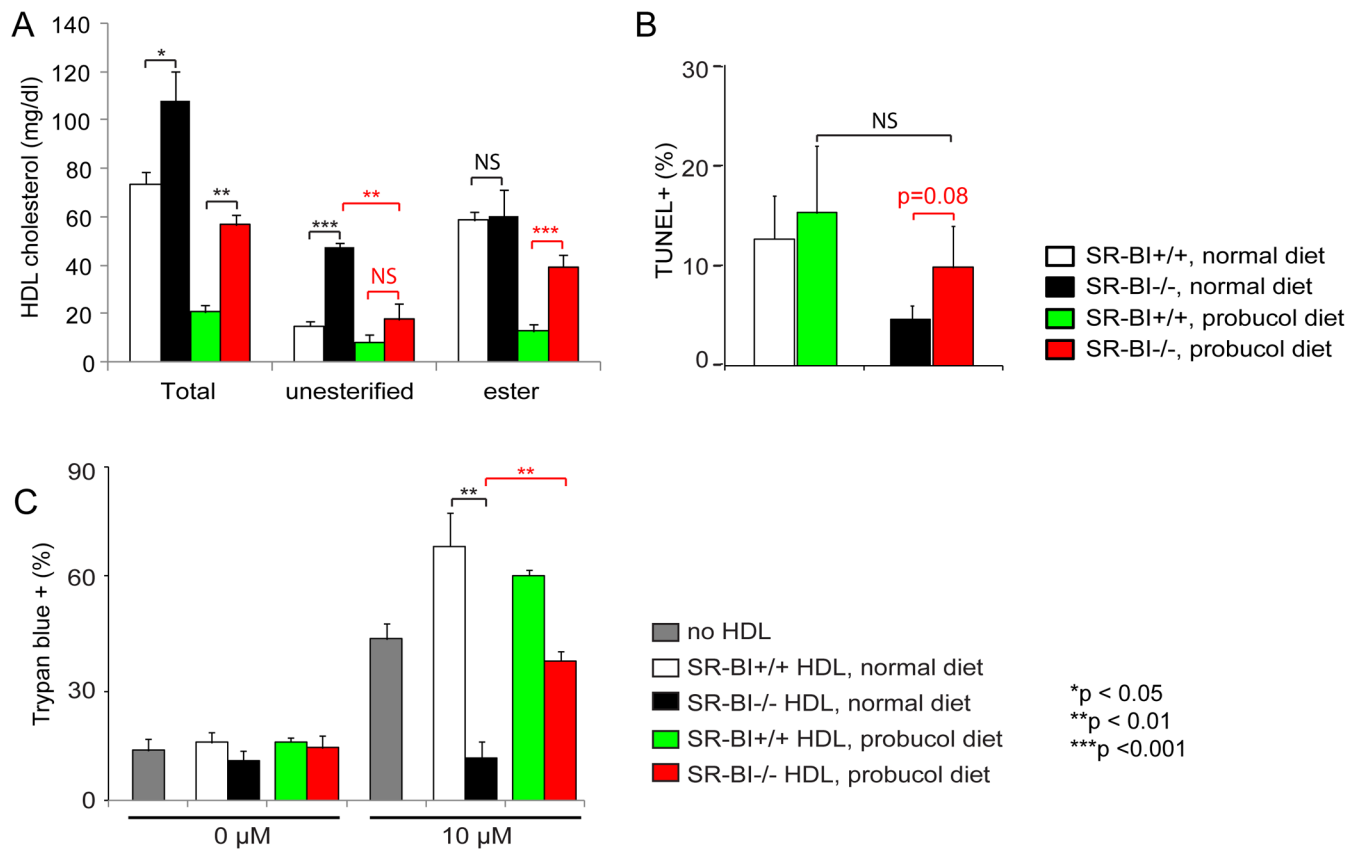 A
HDL cholesterol (mg/dl)
140
120
100
80
60
40
20
0
*
**
***
**
NS
NS
***
Total
unesterified
ester
B
TUNEL+ (%)
30
20
10
0
NS
p=0.08
SR-BI+/+, normal diet
SR-BI-/-, normal diet
SR-BI+/+, probucol diet
SR-BI-/-, probucol diet
C
Trypan blue + (%)
90
60
30
0
**
**
0 µM
10 µM
no HDL
SR-BI+/+ HDL, normal diet
SR-BI-/- HDL, normal diet
SR-BI+/+ HDL, probucol diet
SR-BI-/- HDL, probucol diet
*p < 0.05
**p < 0.01
***p <0.001